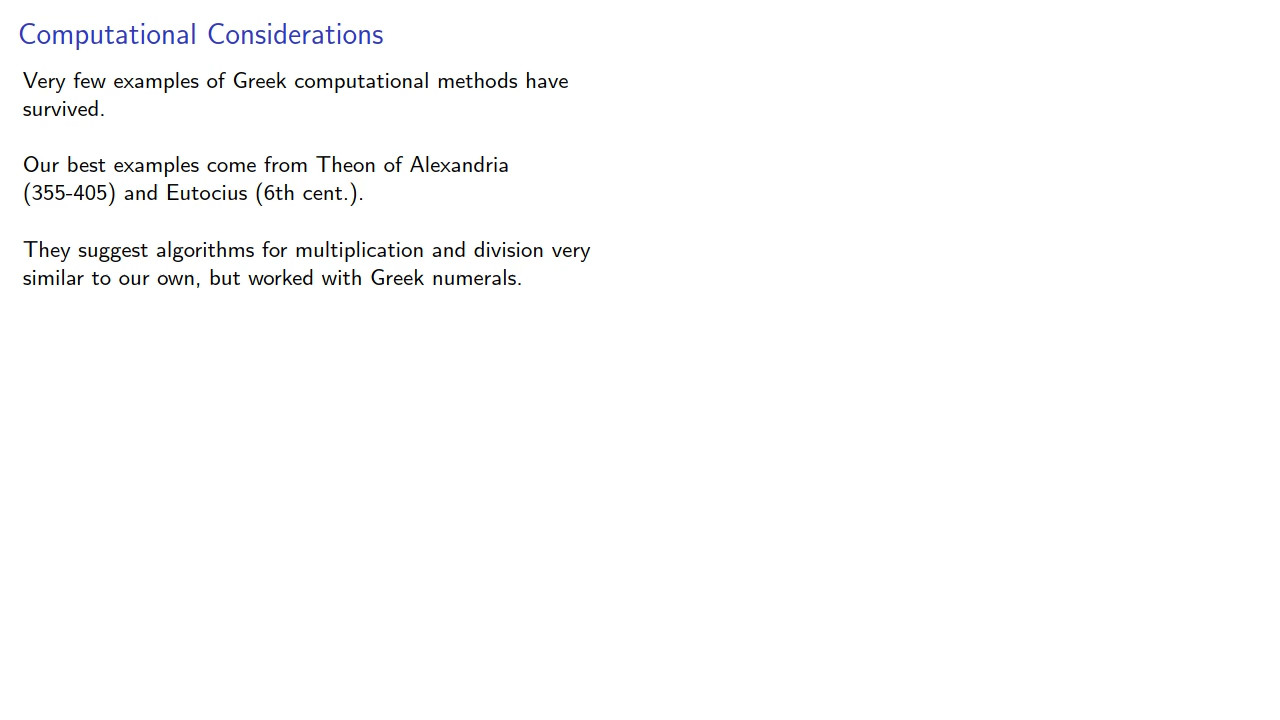 Computational Considerations
Very few examples of Greek computational methods have
survived.
Our best examples come from Theon of Alexandria
(355-405) and Eutocius (6th cent.).
They suggest algorithms for multiplication and division very
similar to our own, but worked with Greek numerals.